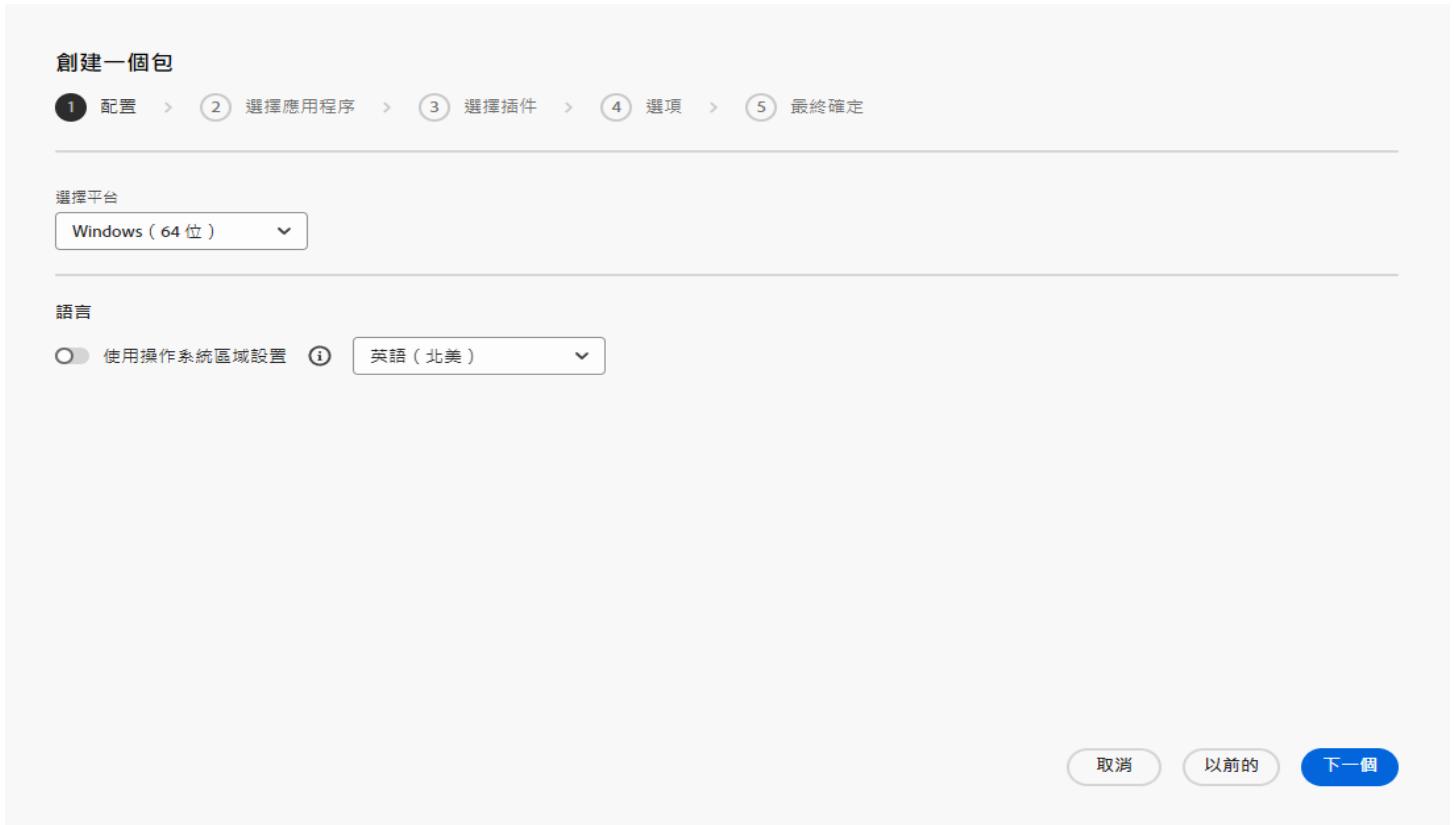 創建一個包
1 配置 > 2 選擇應用程序 > 3 選擇插件 > 4 選項 > 5 最終確定
選擇平台
Windows（64 位）
語言
使用操作系統區域設置 i 英語（北美）
取消 以前的 下一個